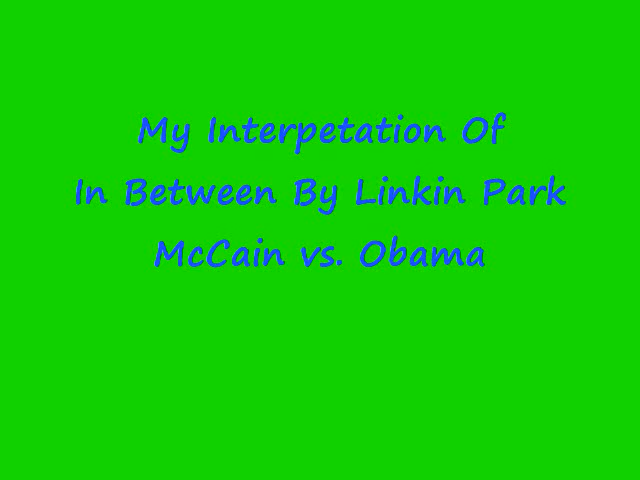 My Interpetation Of
In Between By Linkin Park
McCain vs. Obama